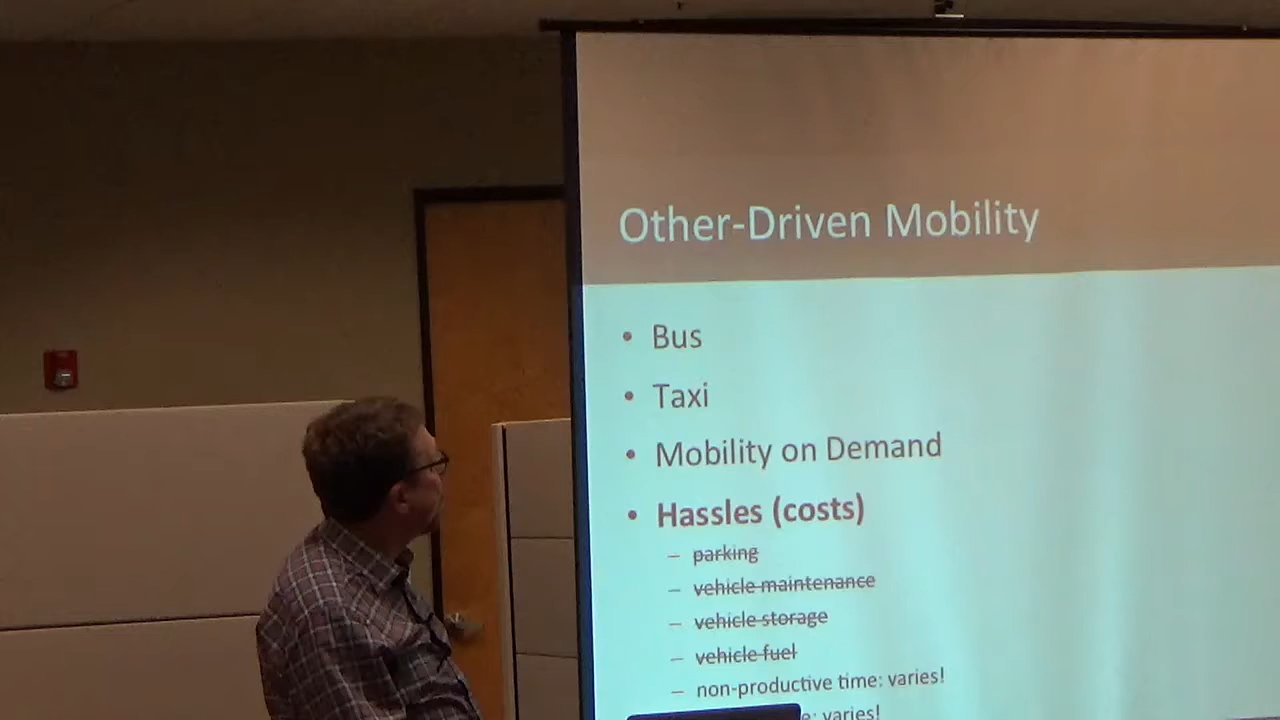 Other-Driven Mobility
• Bus
• Taxi
• Mobility on Demand
• Hassles (costs)
– parking
– vehicle maintenance
– vehicle storage
– vehicle fuel
– non-productive time: varies!
varies!